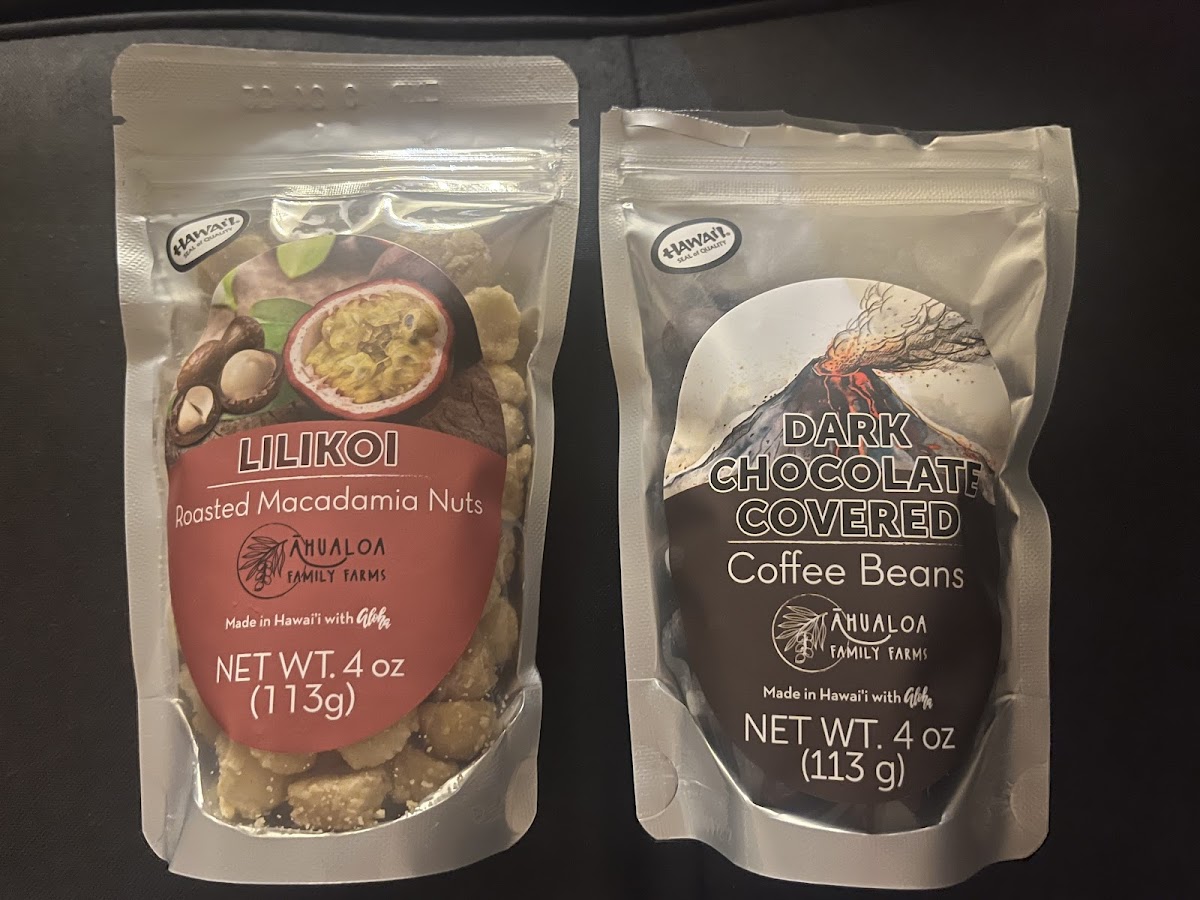 HAWAI'I.
SEAL of QUALITY
LILIKOI
Roasted Macadamia Nuts
ĀHUALOA
FAMILY FARMS
Made in Hawai'i with Aloha
NET WT. 4 oz
(113g)
HAWAI'I.
SEAL of QUALITY
DARK
CHOCOLATE
COVERED
Coffee Beans
ĀHUALOA
FAMILY FARMS
Made in Hawai'i with Aloha
NET WT. 4 oz
(113 g)